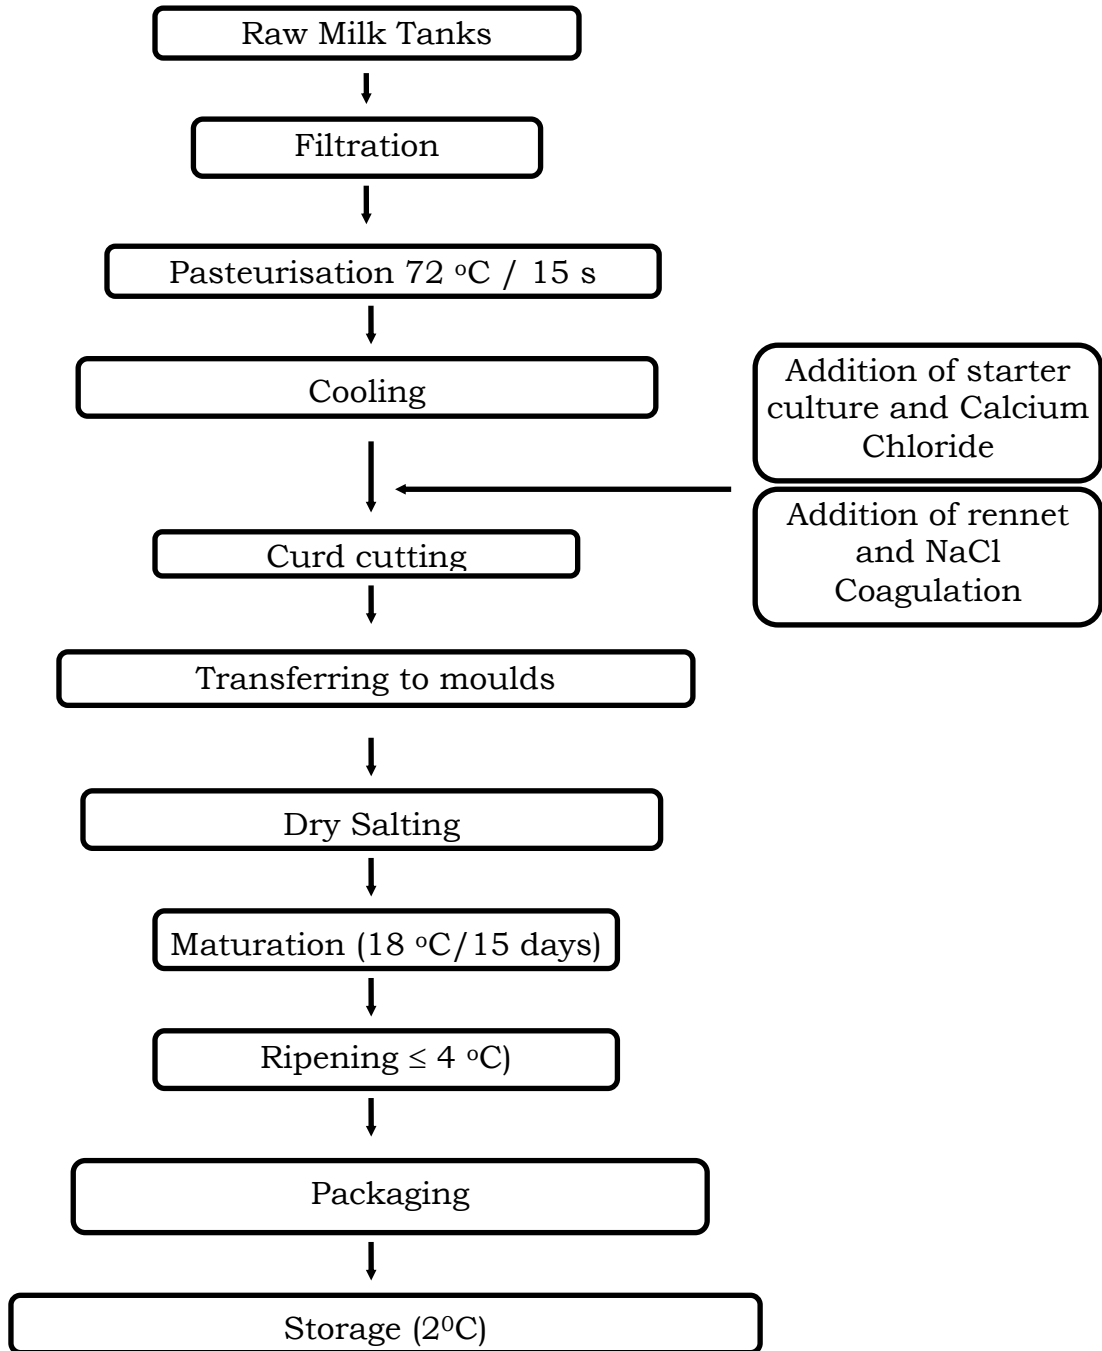 Raw Milk Tanks
Filtration
Pasteurisation 72 ºC / 15 s
Cooling
Addition of starter
culture and Calcium
Chloride
Addition of rennet
and NaCl
Coagulation
Curd cutting
Transferring to moulds
Dry Salting
Maturation (18 ºC/15 days)
Ripening ≤ 4 ºC)
Packaging
Storage (2⁰C)